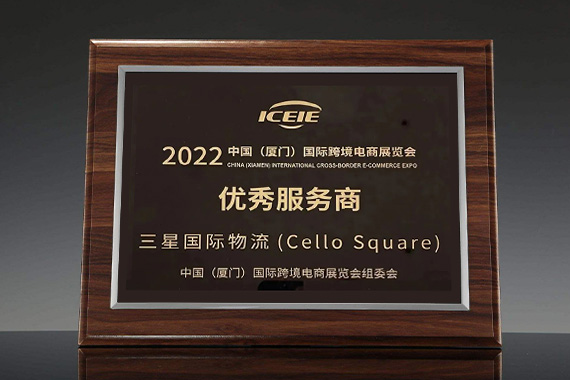 ICEIE
2022 中国（厦门）国际跨境电商展览会
CHINA (XIAMEN) INTERNATIONAL CROSS-BORDER E-COMMERCE EXPO
优秀服务商
三星国际物流 (Cello Square)
中国（厦门）国际跨境电商展览会组委会